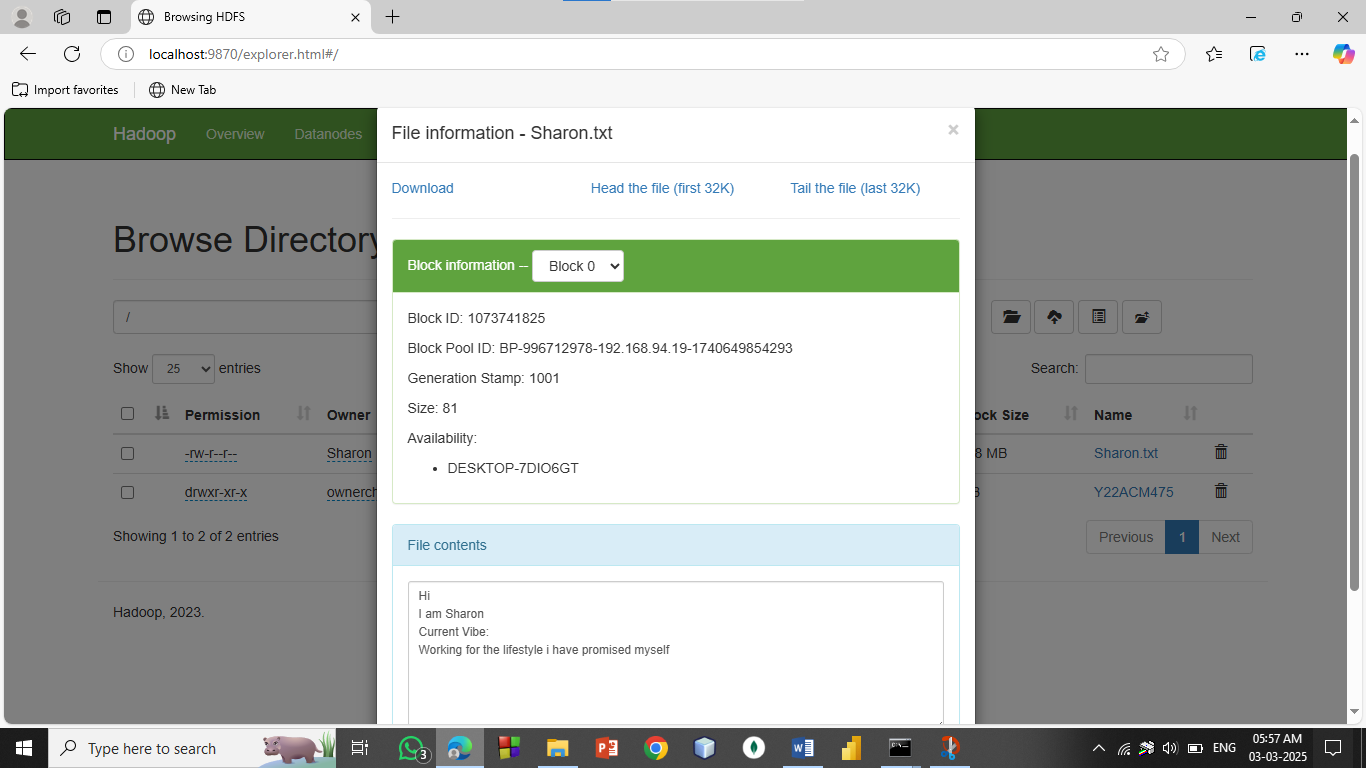 Browsing HDFS
localhost:9870/explorer.html#/
Import favorites
New Tab
Hadoop Overview Datanodes
File information - Sharon.txt ×
Download Head the file (first 32K) Tail the file (last 32K)
Browse Directory
Block information -- Block 0
/
Block ID: 1073741825
Block Pool ID: BP-996712978-192.168.94.19-1740649854293
Generation Stamp: 1001
Size: 81
Availability:
DESKTOP-7DIO6GT
Show 25 entries
Search:
Permission Owner Size Name
-rw-r--r-- Sharon MB Sharon.txt
drwxr-xr-x Y22ACM475
Showing 1 to 2 of 2 entries
Previous 1 Next
Hadoop, 2023.
File contents
Hi
I am Sharon
Current Vibe:
Working for the lifestyle i have promised myself
Type here to search
3
ENG
05:57 AM
03-03-2025